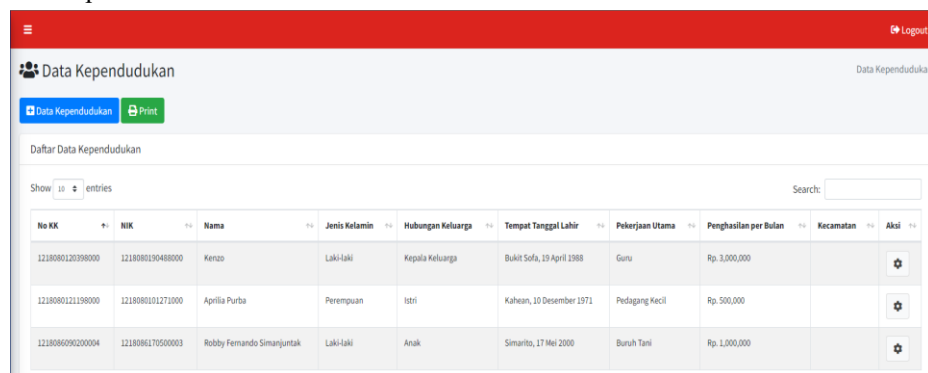 Logout
Data Kependudukan
Data Kependuduka
Data Kependudukan Print
Daftar Data Kependudukan
Show 10 entries Search:
No KK NIK Nama Jenis Kelamin Hubungan Keluarga Tempat Tanggal Lahir Pekerjaan Utama Penghasilan per Bulan Kecamatan Aksi
1218080120398000 1218080190488000 Kenzo Laki-laki Kepala Keluarga Bukit Sofa, 19 April 1988 Guru Rp. 3,000,000
1218080121198000 1218080101271000 Aprilia Purba Perempuan Istri Kahean, 10 Desember 1971 Pedagang Kecil Rp. 500,000
1218086090200004 1218086170500003 Robby Fernando Simanjuntak Laki-laki Anak Simarito, 17 Mei 2000 Buruh Tani Rp. 1,000,000